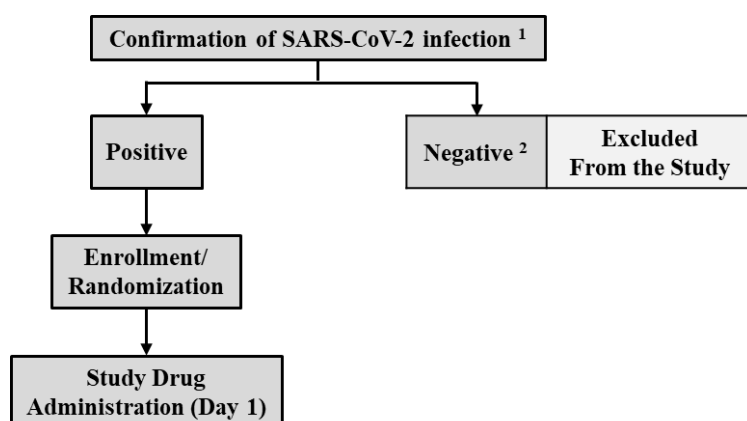 Confirmation of SARS-CoV-2 infection ¹
Positive
Negative ²
Excluded
From the Study
Enrollment/
Randomization
Study Drug
Administration (Day 1)